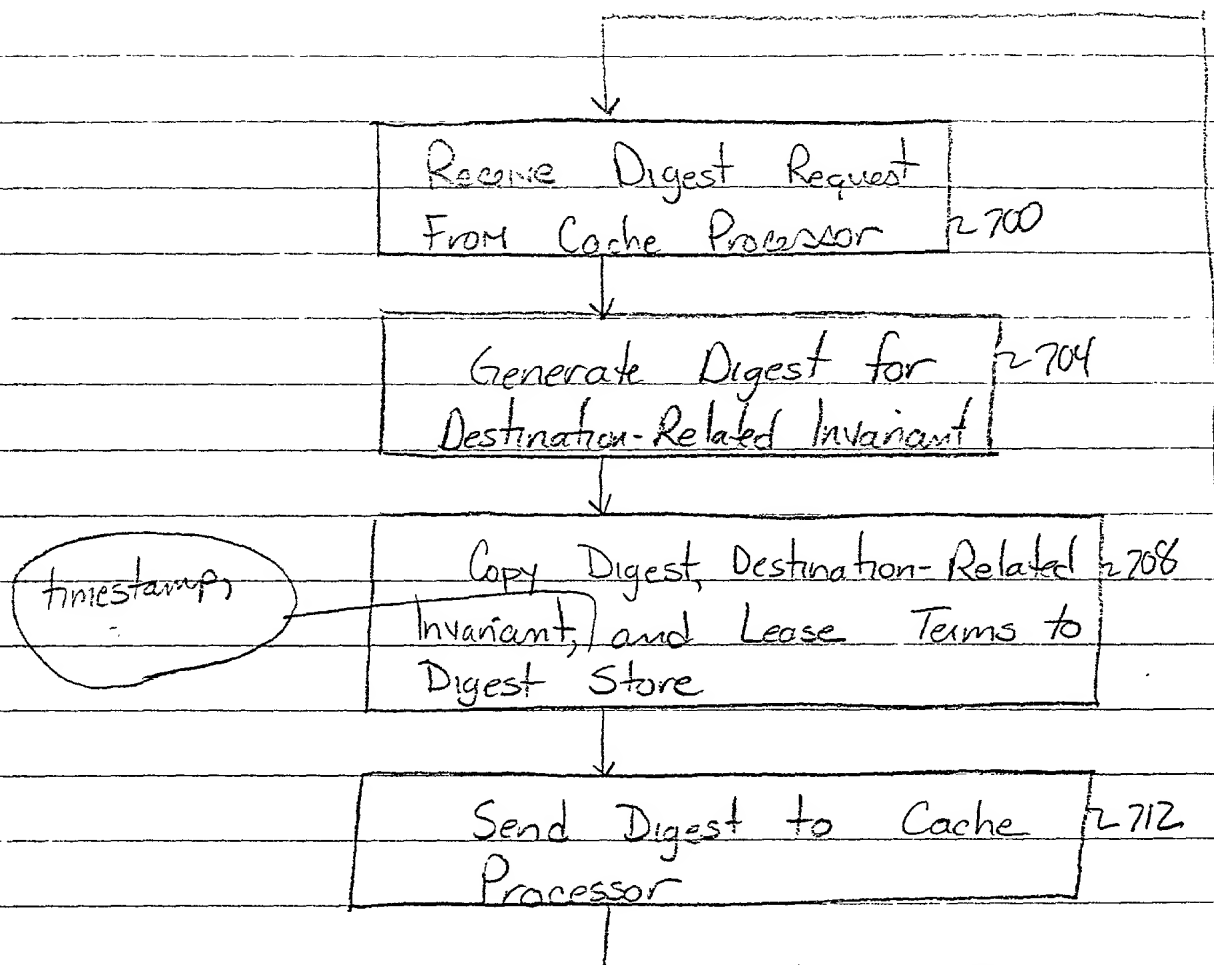 Receive Digest Request
From Cache Processor
700
Generate Digest for
704
Destination-Related Invariant
timestamp,
Copy Digest, Destination-Related
708
Invariant, and Lease Terms to
Digest Store
Send Digest to Cache
712
Processor